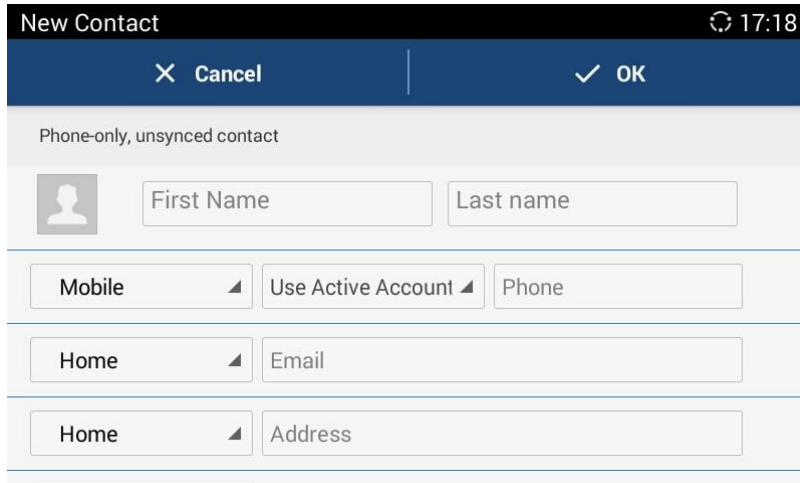 New Contact 17:18
Cancel OK
Phone-only, unsynced contact
First Name Last name
Mobile Use Active Account Phone
Home Email
Home Address